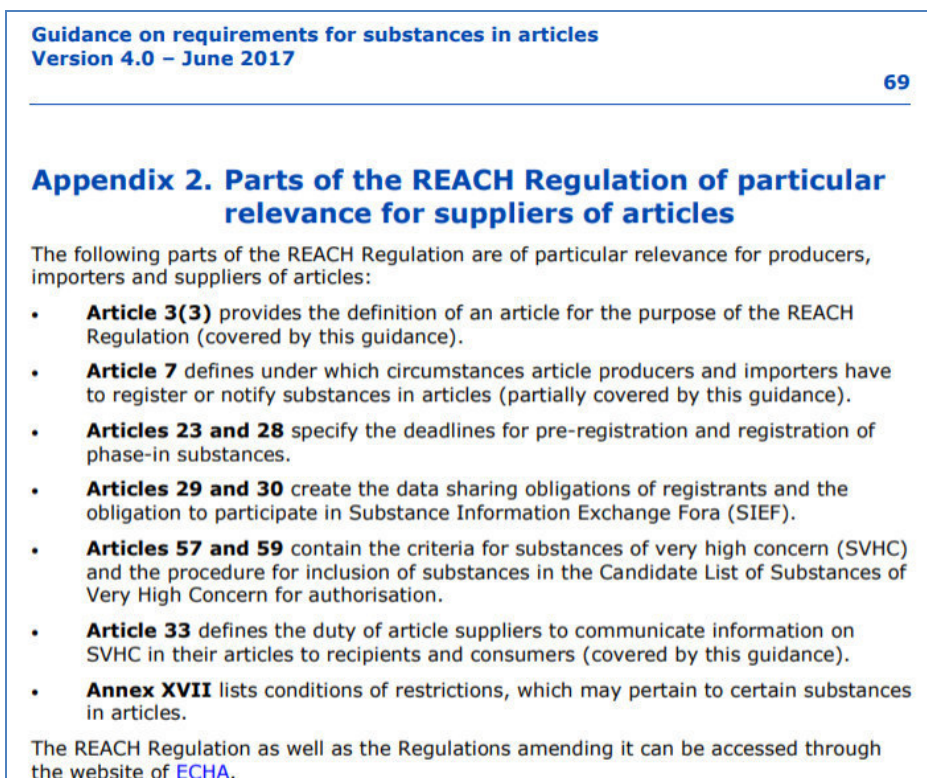 Guidance on requirements for substances in articles
Version 4.0 – June 2017
69
Appendix 2. Parts of the REACH Regulation of particular
relevance for suppliers of articles
The following parts of the REACH Regulation are of particular relevance for producers,
importers and suppliers of articles:
• Article 3(3) provides the definition of an article for the purpose of the REACH
Regulation (covered by this guidance).
• Article 7 defines under which circumstances article producers and importers have
to register or notify substances in articles (partially covered by this guidance).
• Articles 23 and 28 specify the deadlines for pre-registration and registration of
phase-in substances.
• Articles 29 and 30 create the data sharing obligations of registrants and the
obligation to participate in Substance Information Exchange Fora (SIEF).
• Articles 57 and 59 contain the criteria for substances of very high concern (SVHC)
and the procedure for inclusion of substances in the Candidate List of Substances of
Very High Concern for authorisation.
• Article 33 defines the duty of article suppliers to communicate information on
SVHC in their articles to recipients and consumers (covered by this guidance).
• Annex XVII lists conditions of restrictions, which may pertain to certain substances
in articles.
The REACH Regulation as well as the Regulations amending it can be accessed through
the website of ECHA.